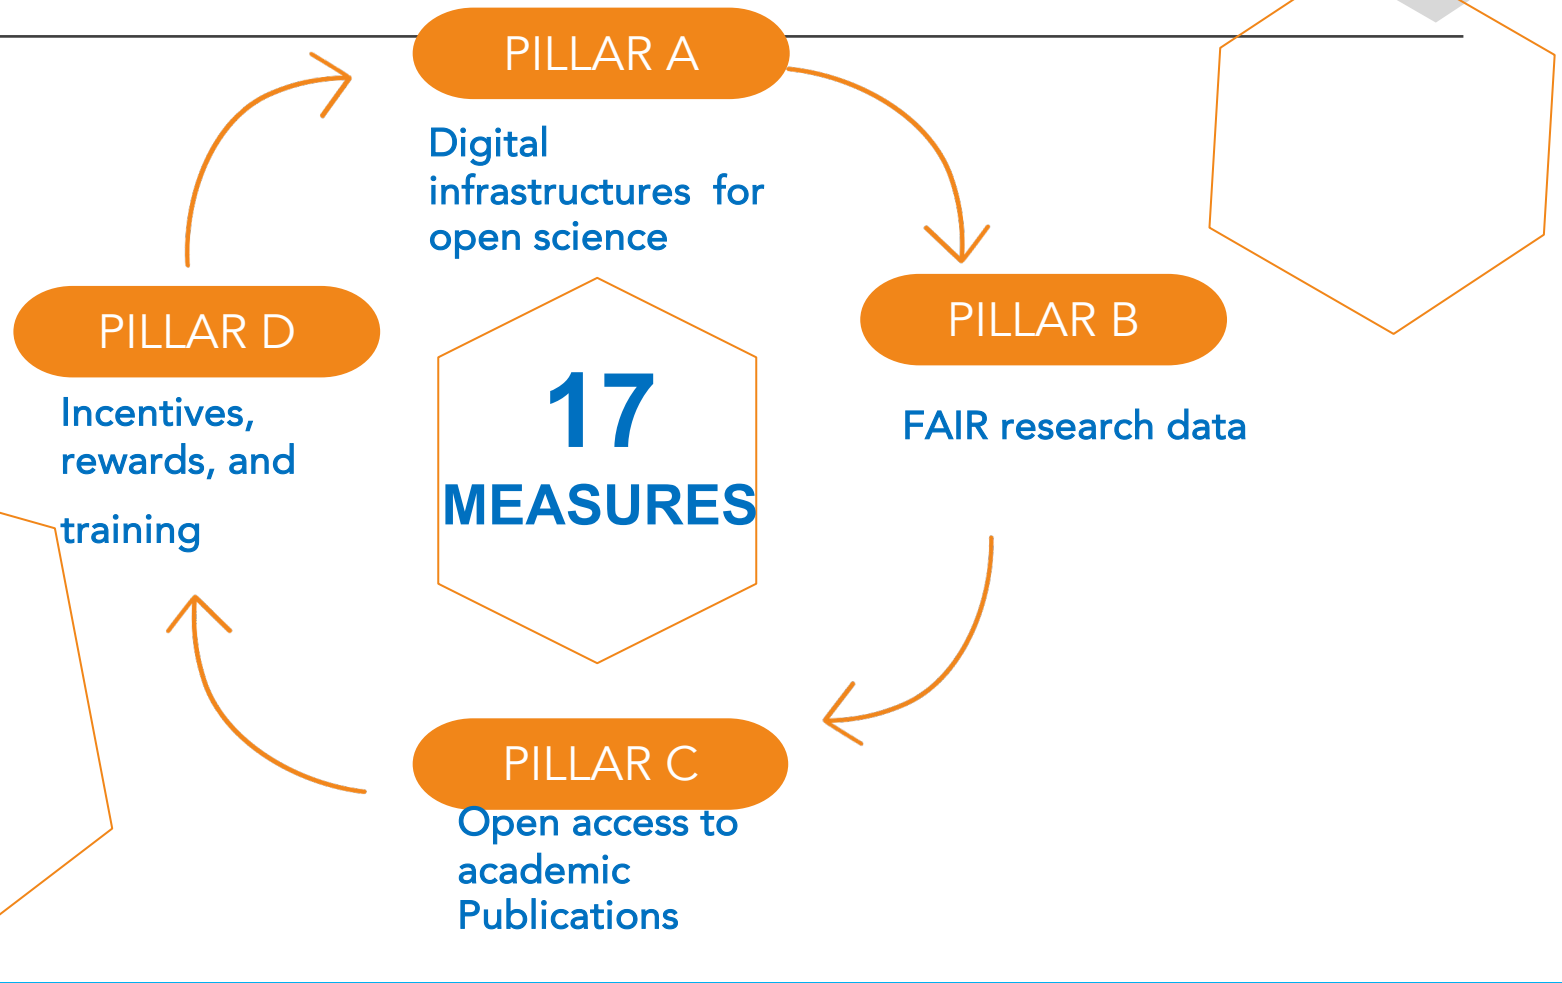 PILLAR A
Digital
infrastructures for
open science
PILLAR B
FAIR research data
PILLAR C
Open access to
academic
Publications
PILLAR D
Incentives,
rewards, and
training
17
MEASURES